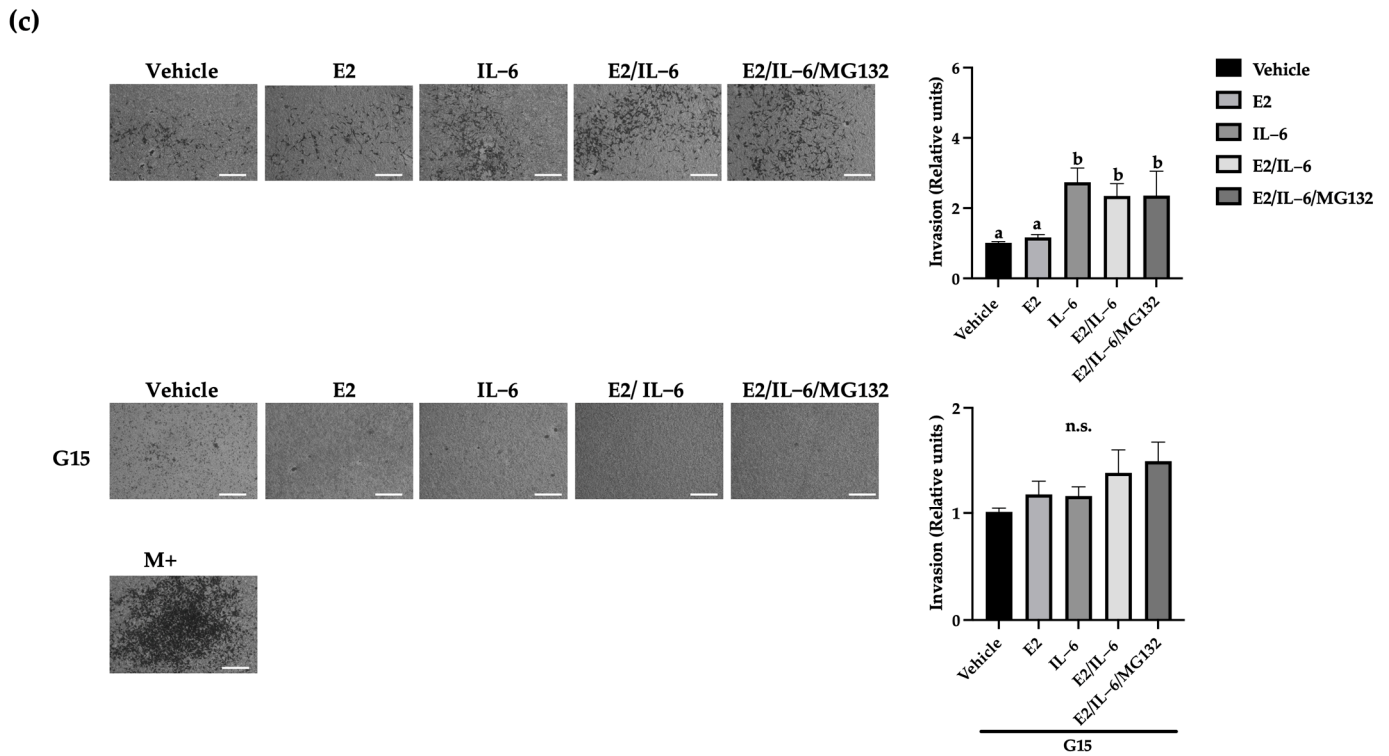 (c)
Vehicle E2 IL−6 E2/IL−6 E2/IL−6/MG132
Invasion (Relative units)
6
4
2
0
a a b b b
Vehicle
E2
IL−6
E2/IL−6
E2/IL−6/MG132
Vehicle
E2
IL−6
E2/IL−6
E2/IL−6/MG132
Vehicle E2 IL−6 E2/ IL−6 E2/IL−6/MG132
G15
Invasion (Relative units )
2
1
0
n.s.
Vehicle
E2
IL−6
E2/IL−6
E2/IL−6/MG132
G15
M+